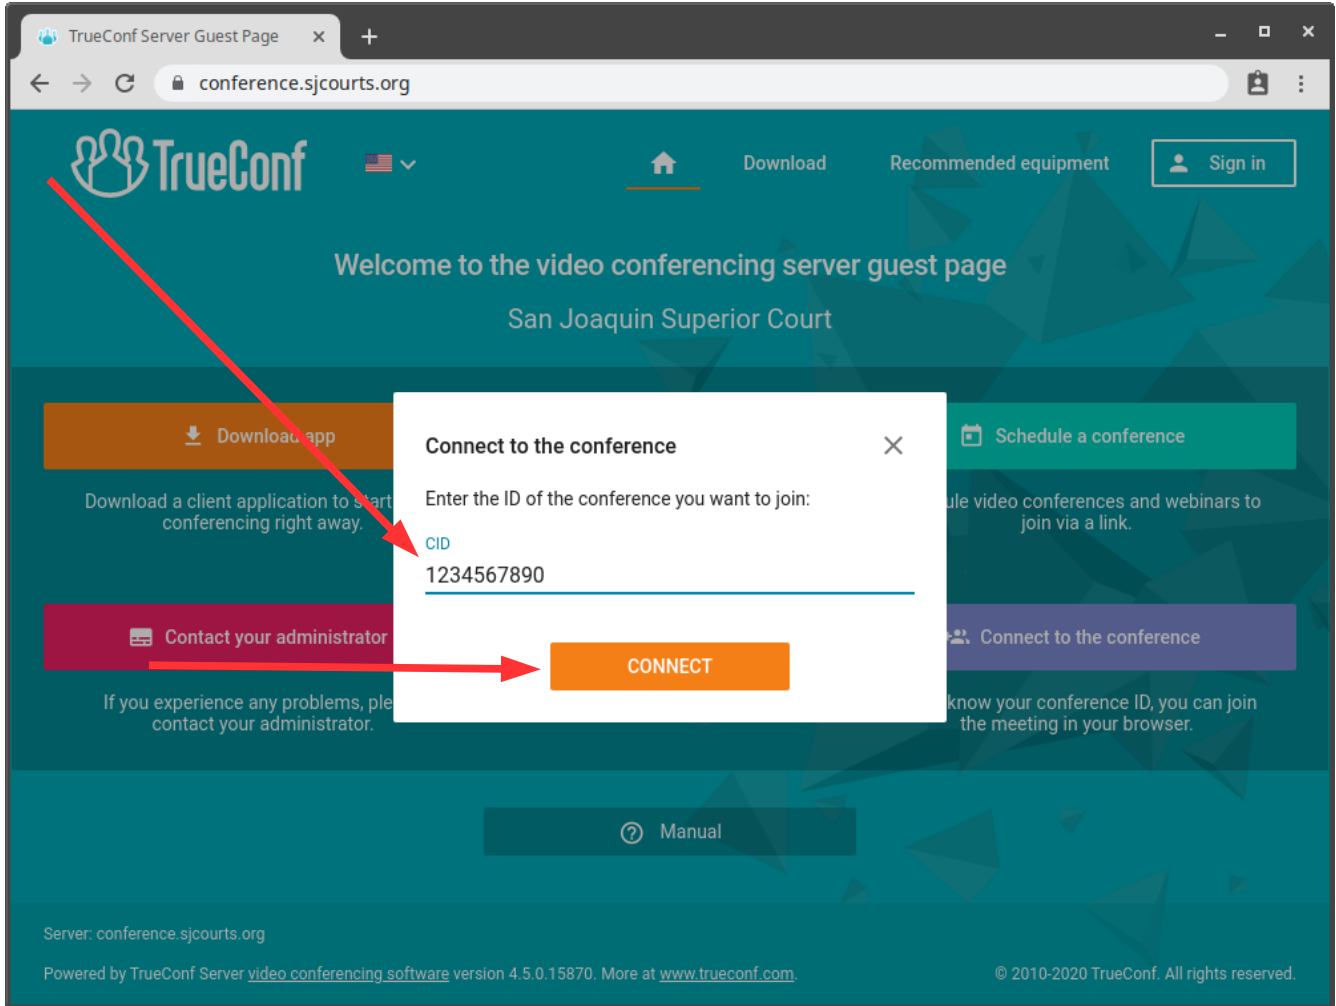 TrueConf Server Guest Page
conference.sjcourts.org
TrueConf
Download
Recommended equipment
Sign in
Welcome to the video conferencing server guest page
San Joaquin Superior Court
Download app
Schedule a conference
Download a client application to start
conferencing right away.
ule video conferences and webinars to
join via a link.
Connect to the conference
Enter the ID of the conference you want to join:
CID
1234567890
CONNECT
Contact your administrator
Connect to the conference
If you experience any problems, ple
contact your administrator.
know your conference ID, you can join
the meeting in your browser.
Manual
Server: conference.sjcourts.org
Powered by TrueConf Server video conferencing software version 4.5.0.15870. More at www.trueconf.com.
© 2010-2020 TrueConf. All rights reserved.